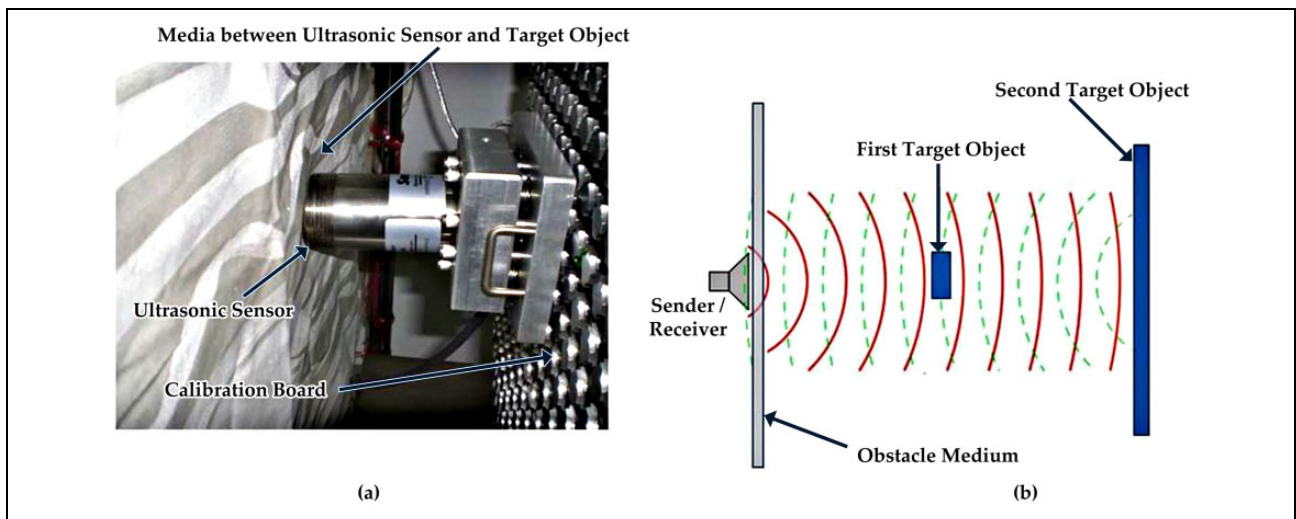 Media between Ultrasonic Sensor and Target Object
Ultrasonic Sensor
Calibration Board
(a)
Second Target Object
First Target Object
Sender /
Receiver
Obstacle Medium
(b)